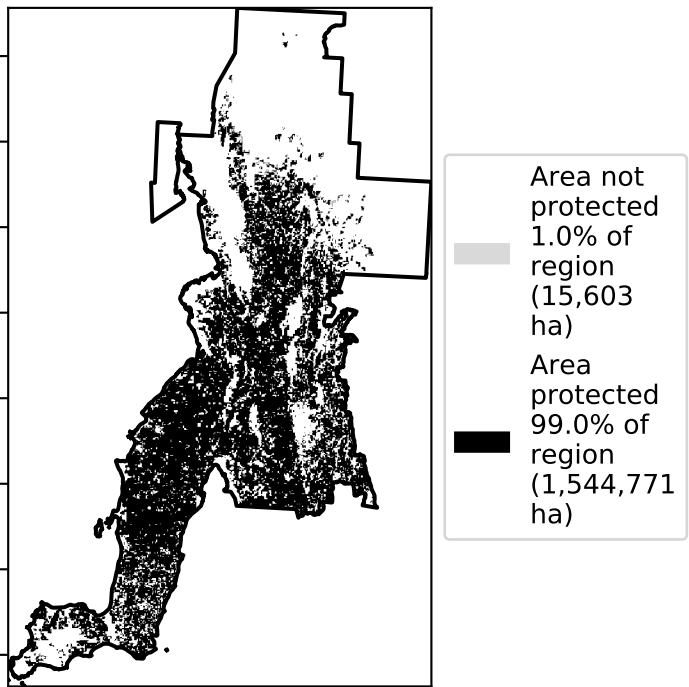 Area not
protected
1.0% of
region
(15,603
ha)
Area
protected
99.0% of
region
(1,544,771
ha)